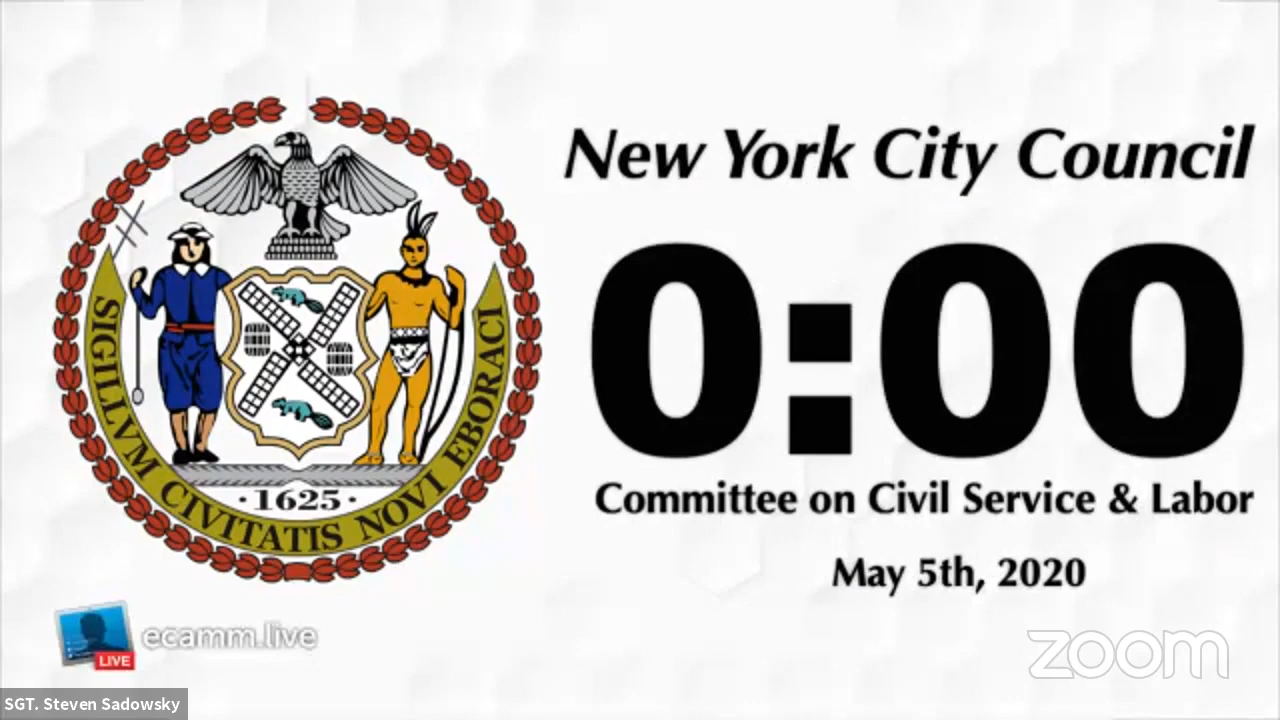 New York City Council
0:00
Committee on Civil Service & Labor
May 5th, 2020
SIGILLVM CIVITATIS NOVI EBORACI
· 1625 ·
ecamm.live
LIVE
zoom
SGT. Steven Sadowsky